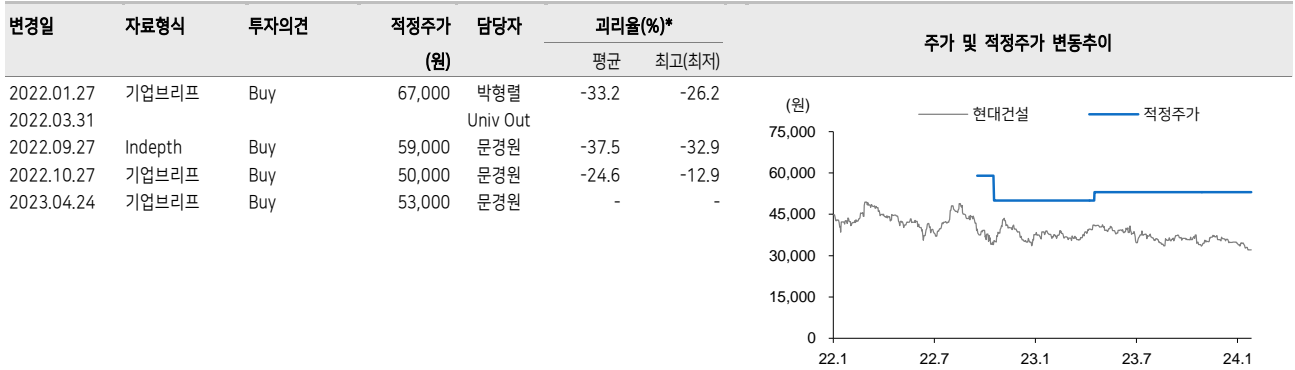 변경일 자료형식 투자의견 적정주가 담당자 괴리율(%)*
(원) 평균 최고(최저)
2022.01.27 기업브리프 Buy 67,000 박형렬 -33.2 -26.2
2022.03.31 Univ Out
2022.09.27 Indepth Buy 59,000 문경원 -37.5 -32.9
2022.10.27 기업브리프 Buy 50,000 문경원 -24.6 -12.9
2023.04.24 기업브리프 Buy 53,000 문경원 - -
주가 및 적정주가 변동추이
(원) 현대건설 적정주가
75,000
60,000
45,000
30,000
15,000
0
22.1 22.7 23.1 23.7 24.1